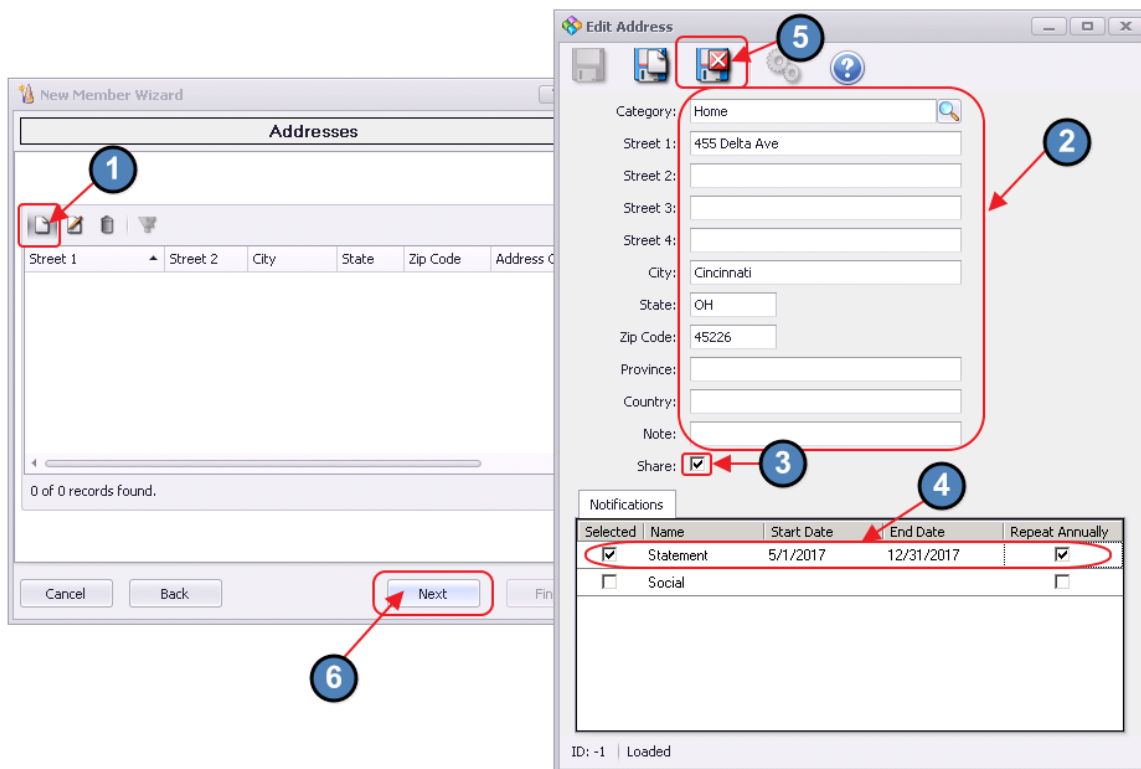 New Member Wizard
Addresses
1
Street 1 Street 2 City State Zip Code Address C
0 of 0 records found.
Cancel Back Next Fin
6
Edit Address
5
?
Category: Home
Street 1: 455 Delta Ave
2
Street 2:
Street 3:
Street 4:
City: Cincinnati
State: OH
Zip Code: 45226
Province:
Country:
Note:
Share:
3
4
Notifications
Selected Name Start Date End Date Repeat Annually
Statement 5/1/2017 12/31/2017
Social
ID: -1 Loaded